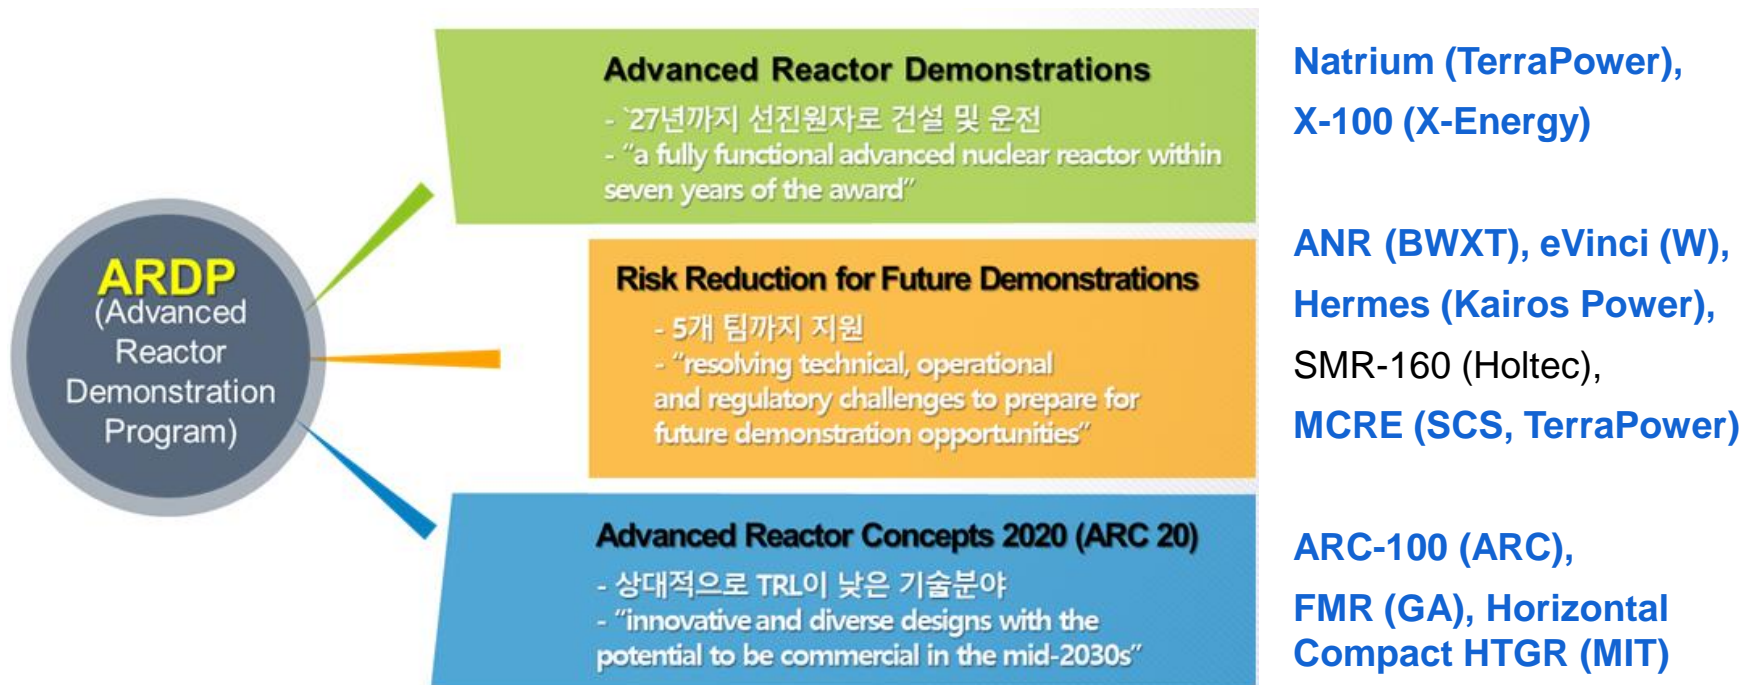 ARDP
(Advanced
Reactor
Demonstration
Program)
Advanced Reactor Demonstrations
- `27년까지 선진원자로 건설 및 운전
- “a fully functional advanced nuclear reactor within
seven years of the award”
Natrium (TerraPower),
X-100 (X-Energy)
Risk Reduction for Future Demonstrations
- 5개 팀까지 지원
- “resolving technical, operational
and regulatory challenges to prepare for
future demonstration opportunities”
ANR (BWXT), eVinci (W),
Hermes (Kairos Power),
SMR-160 (Holtec),
MCRE (SCS, TerraPower)
Advanced Reactor Concepts 2020 (ARC 20)
- 상대적으로 TRL이 낮은 기술분야
- “innovative and diverse designs with the
potential to be commercial in the mid-2030s”
ARC-100 (ARC),
FMR (GA), Horizontal
Compact HTGR (MIT)